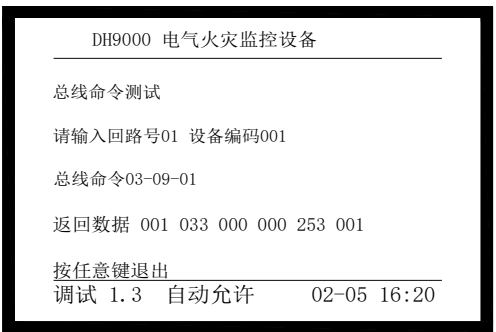 DH9000 电气火灾监控设备
总线命令测试
请输入回路号01 设备编码001
总线命令03-09-01
返回数据 001 033 000 000 253 001
按任意键退出
调试 1.3 自动允许 02-05 16:20